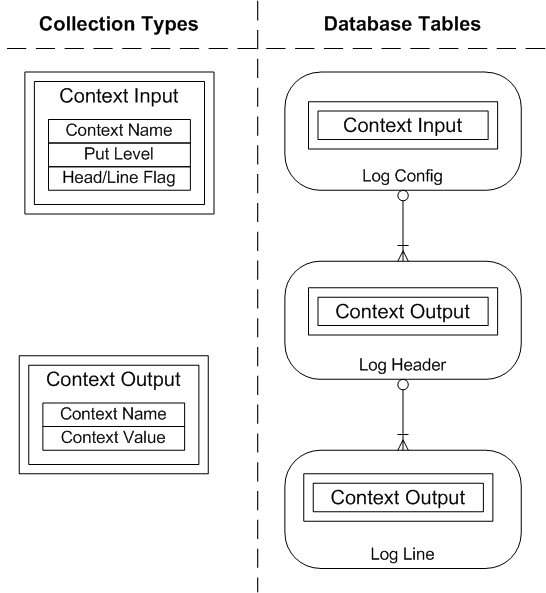 Collection Types
Database Tables
Context Input
Context Name
Put Level
Head/Line Flag
Context Output
Context Name
Context Value
Context Input
Log Config
Context Output
Log Header
Context Output
Log Line